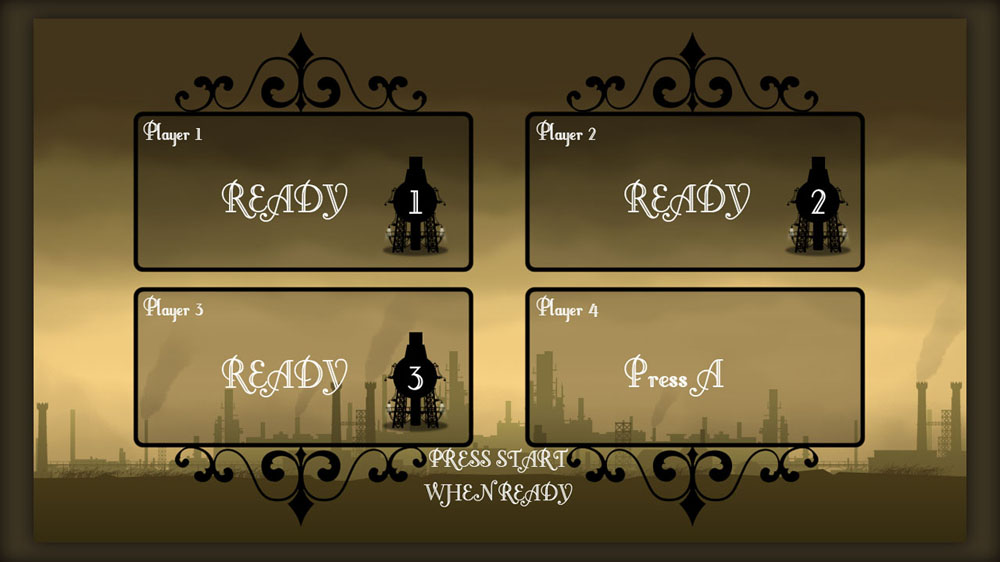 Player 1
READY
1
Player 2
READY
2
Player 3
READY
3
Player 4
Press A
PRESS START
WHEN READY